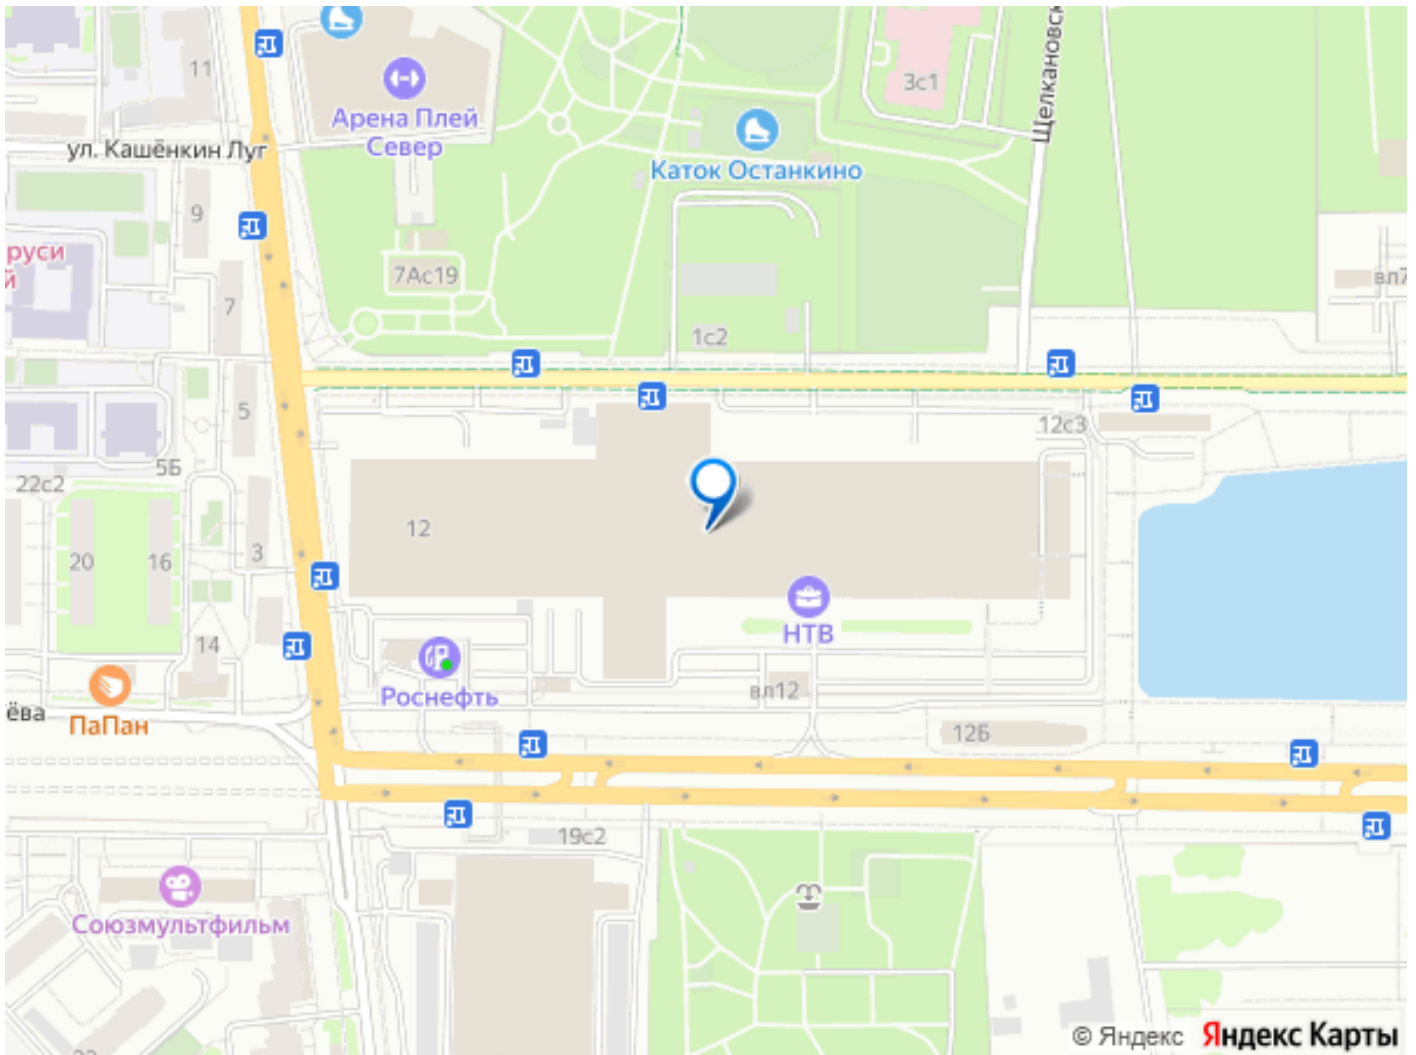 11
3с1
Щелкановск
Арена Плей
Север
ул. Кашёнкин Луг
Каток Останкино
9
руси
й
7Ас19
вл7
7
1с2
5
12с3
5Б
22с2
12
3
20
16
НТВ
14
Роснефть
вл12
ёва
ПаПан
12Б
19с2
Союзмультфильм
© Яндекс
Яндекс Карты